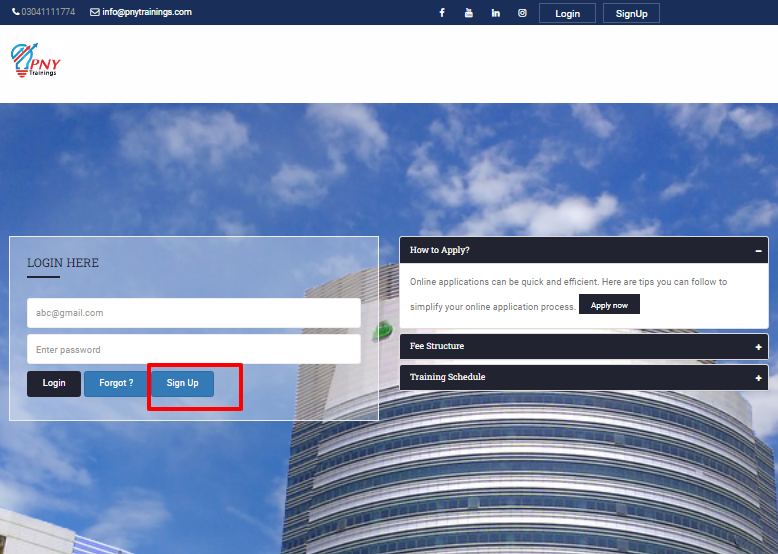 03041111774 info@pnytrainings.com Login SignUp
PNY
Trainings
LOGIN HERE
abc@gmail.com
Enter password
Login Forgot ? Sign Up
How to Apply?
Online applications can be quick and efficient. Here are tips you can follow to
simplify your online application process. Apply now
Fee Structure
Training Schedule